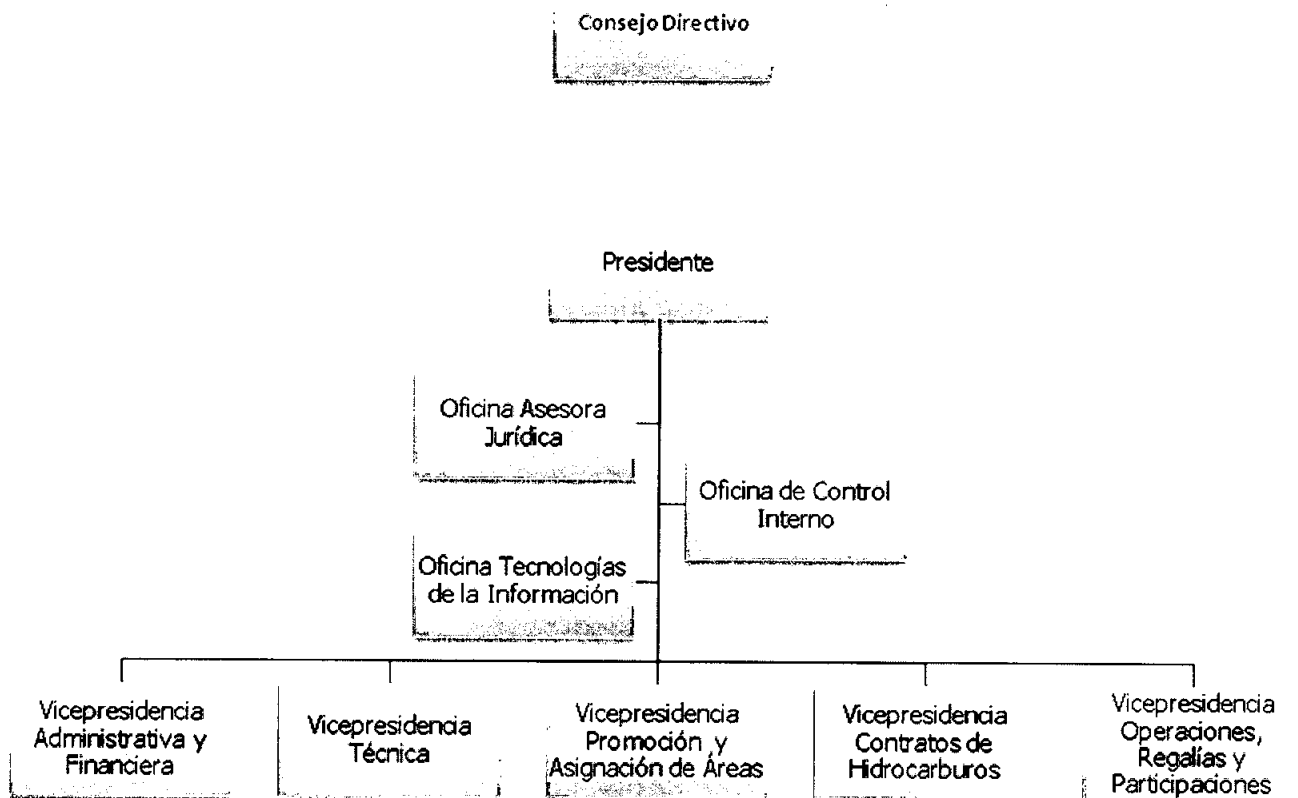 Consejo Directivo
Presidente
Oficina Asesora
Jurídica
Oficina de Control
Interno
Oficina Tecnologías
de la Información
Vicepresidencia
Administrativa y
Financiera
Vicepresidencia
Técnica
Vicepresidencia
Promoción y
Asignación de Áreas
Vicepresidencia
Contratos de
Hidrocarburos
Vicepresidencia
Operaciones,
Regalías y
Participaciones